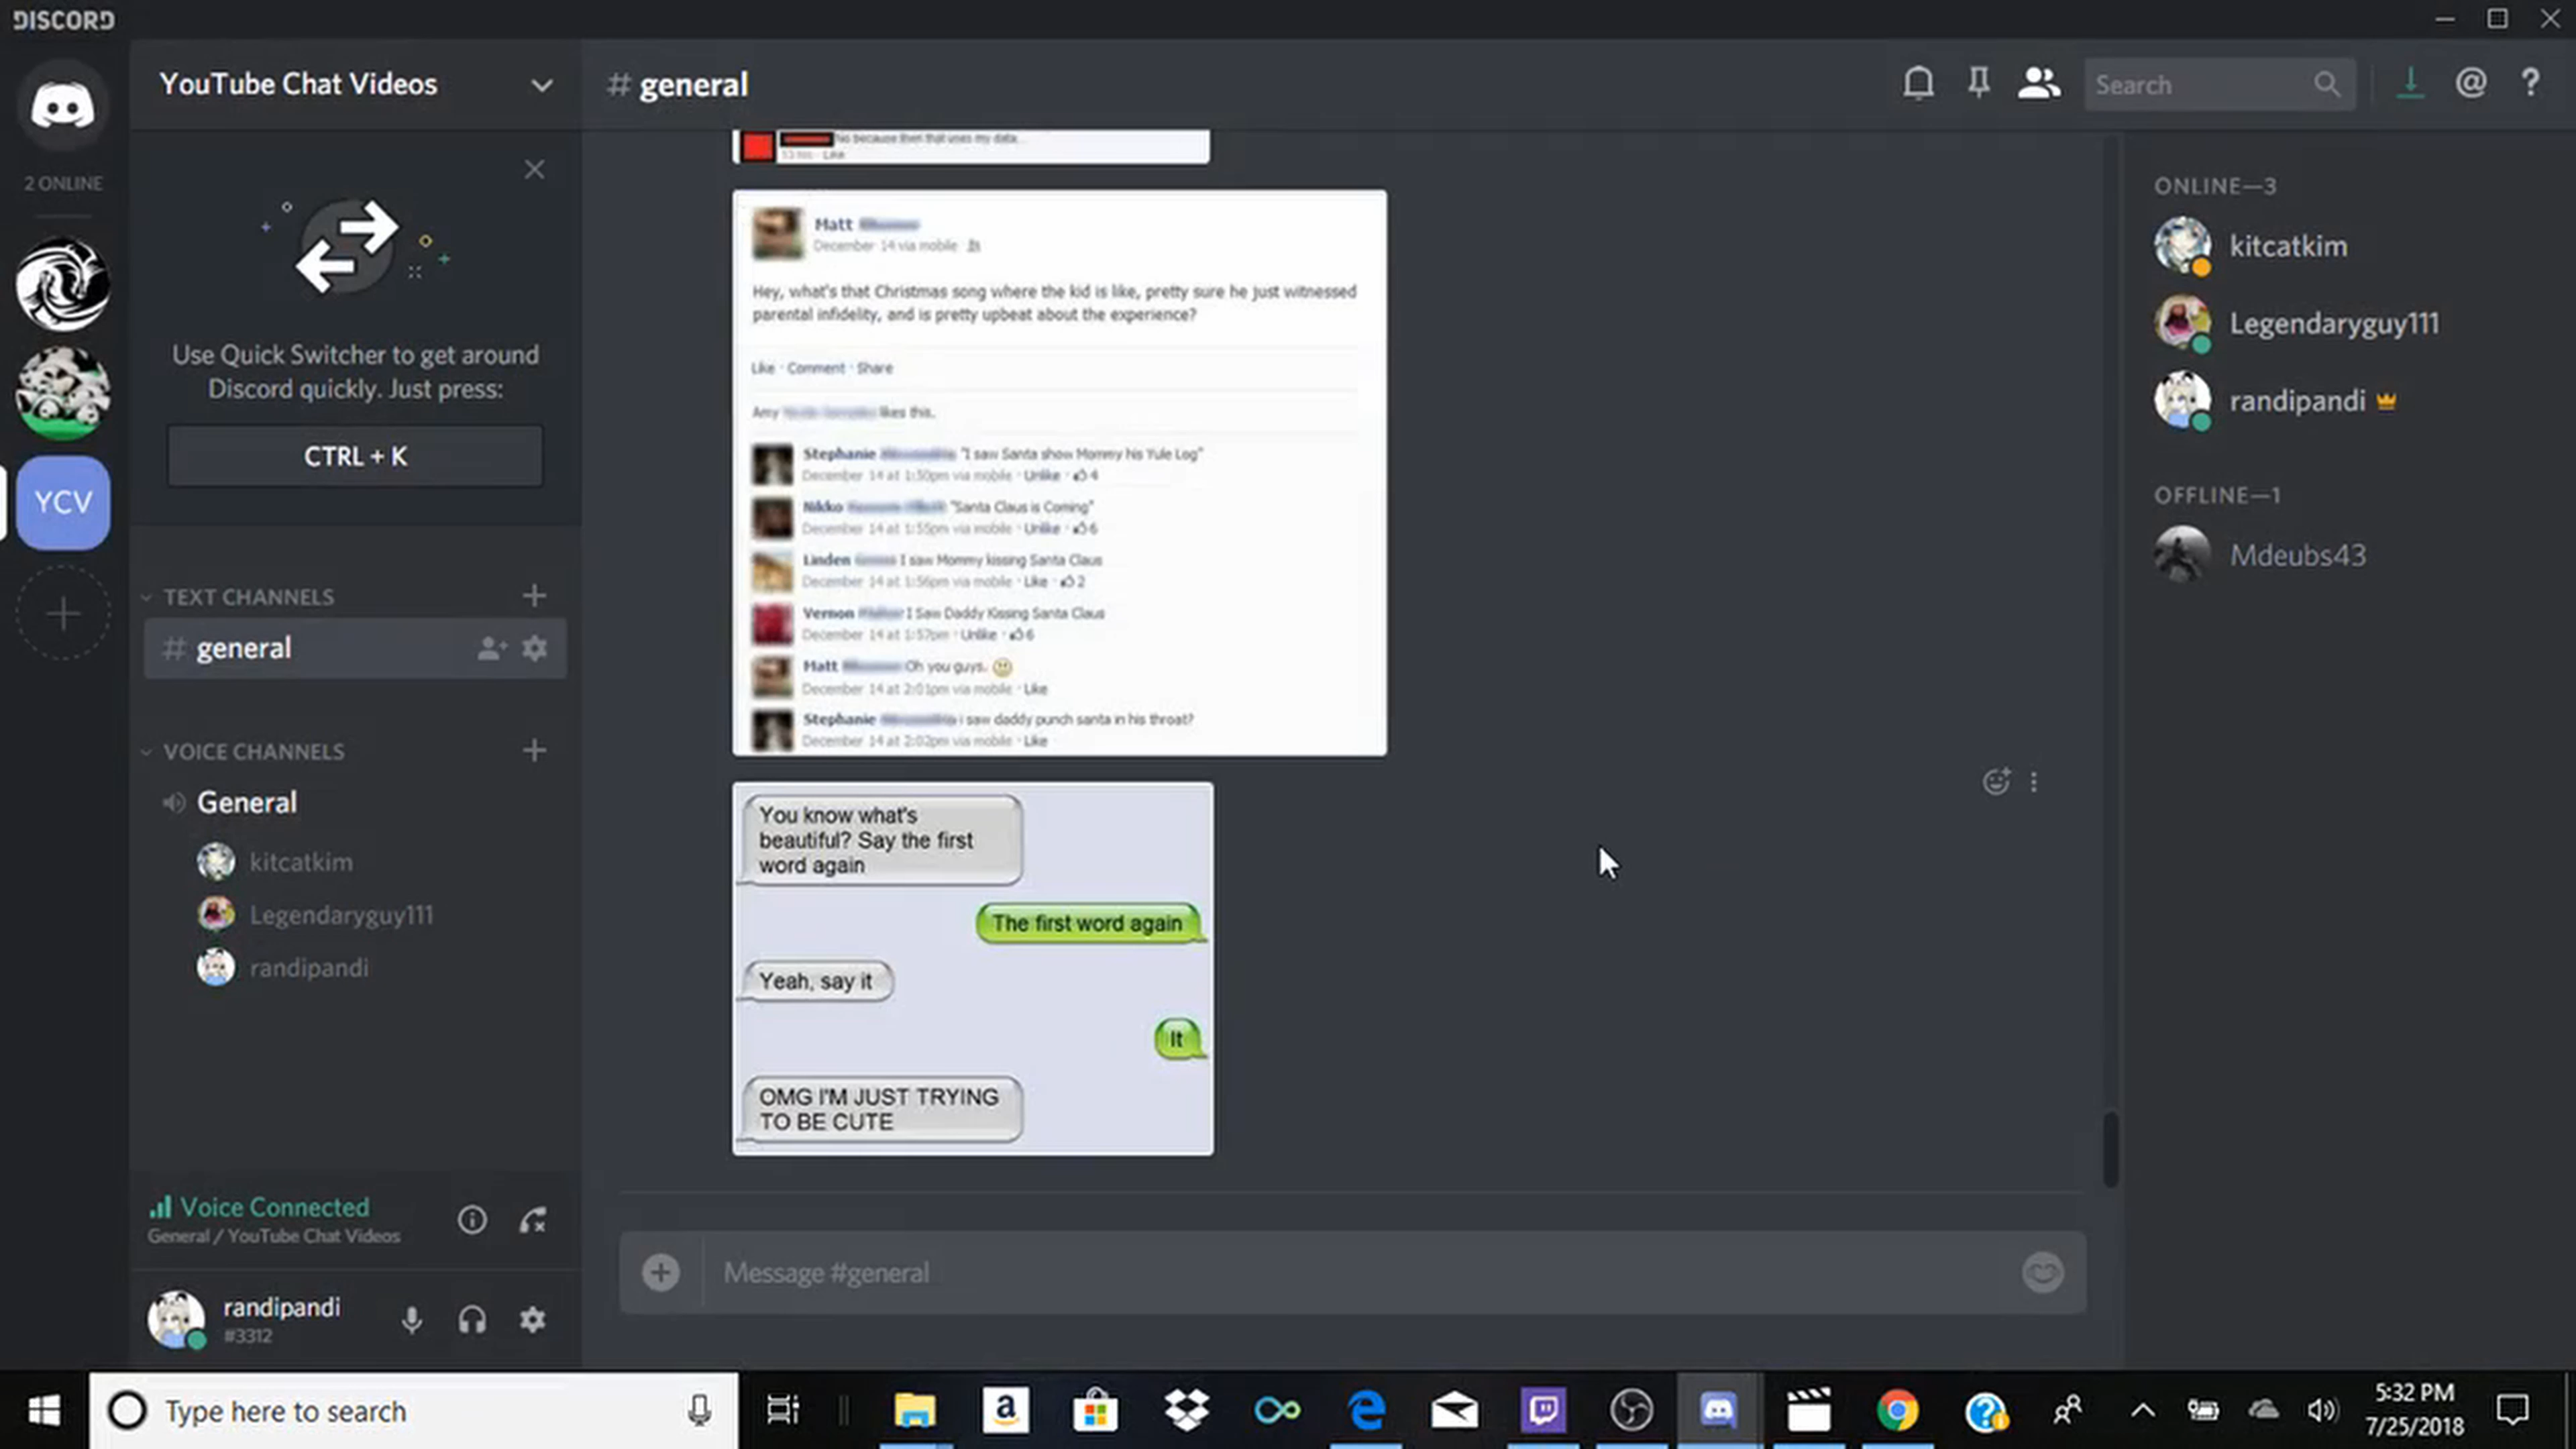 DISCORD
2 ONLINE
YCV
YouTube Chat Videos
Use Quick Switcher to get around
Discord quickly. Just press:
CTRL + K
TEXT CHANNELS
# general
VOICE CHANNELS
General
kitcatkim
Legendaryguy111
randipandi
Voice Connected
General / YouTube Chat Videos
randipandi
#3312
# general
Search
No because then that uses my data...
Like
Matt
December 14 via mobile
Hey, what's that Christmas song where the kid is like, pretty sure he just witnessed
parental infidelity, and is pretty upbeat about the experience?
Like · Comment · Share
Amy likes this.
Stephanie "I saw Santa show Mommy his Yule Log"
December 14 at 1:50pm via mobile · Unlike · 4
Nikko "Santa Claus is Coming"
December 14 at 1:55pm via mobile · Unlike · 6
Linden I saw Mommy kissing Santa Claus
December 14 at 1:56pm via mobile · Like · 2
Vernon I Saw Daddy Kissing Santa Claus
December 14 at 1:57pm · Unlike · 6
Matt Oh you guys.
December 14 at 2:01pm via mobile · Like
Stephanie i saw daddy punch santa in his throat?
December 14 at 2:02pm via mobile · Like
You know what's
beautiful? Say the first
word again
The first word again
Yeah, say it
It
OMG I'M JUST TRYING
TO BE CUTE
Message #general
ONLINE—3
kitcatkim
Legendaryguy111
randipandi
OFFLINE—1
Mdeubs43
Type here to search
5:32 PM
7/25/2018